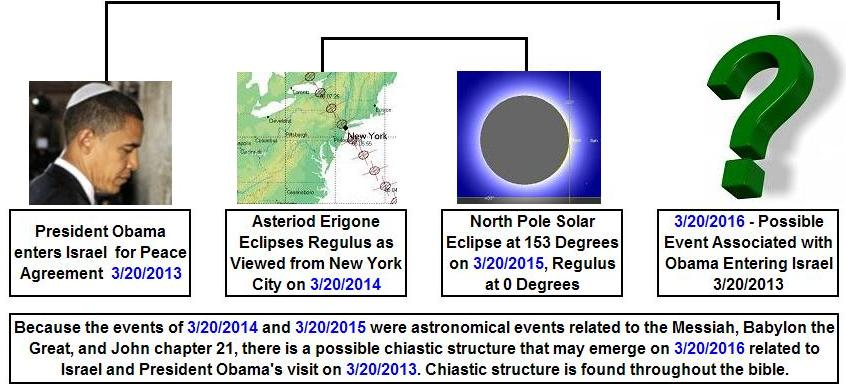 Toronto
Boston
Cleveland
New York
Pittsburgh
Greensboro
President Obama
enters Israel for Peace
Agreement 3/20/2013
Asteriod Erigone
Eclipses Regulus as
Viewed from New York
City on 3/20/2014
North Pole Solar
Eclipse at 153 Degrees
on 3/20/2015, Regulus
at 0 Degrees
3/20/2016 - Possible
Event Associated with
Obama Entering Israel
3/20/2013
Because the events of 3/20/2014 and 3/20/2015 were astronomical events related to the Messiah, Babylon the
Great, and John chapter 21, there is a possible chiastic structure that may emerge on 3/20/2016 related to
Israel and President Obama's visit on 3/20/2013. Chiastic structure is found throughout the bible.